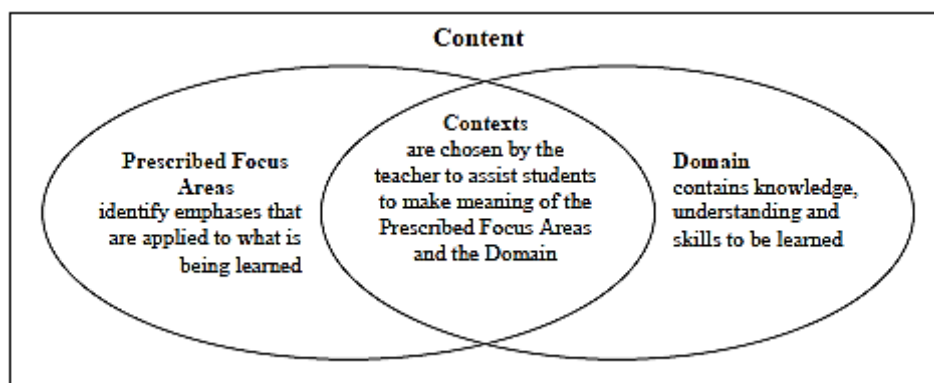 Content
Prescribed Focus
Areas
identify emphases that
are applied to what is
being learned
Contexts
are chosen by the
teacher to assist students
to make meaning of the
Prescribed Focus Areas
and the Domain
Domain
contains knowledge,
understanding and
skills to be learned